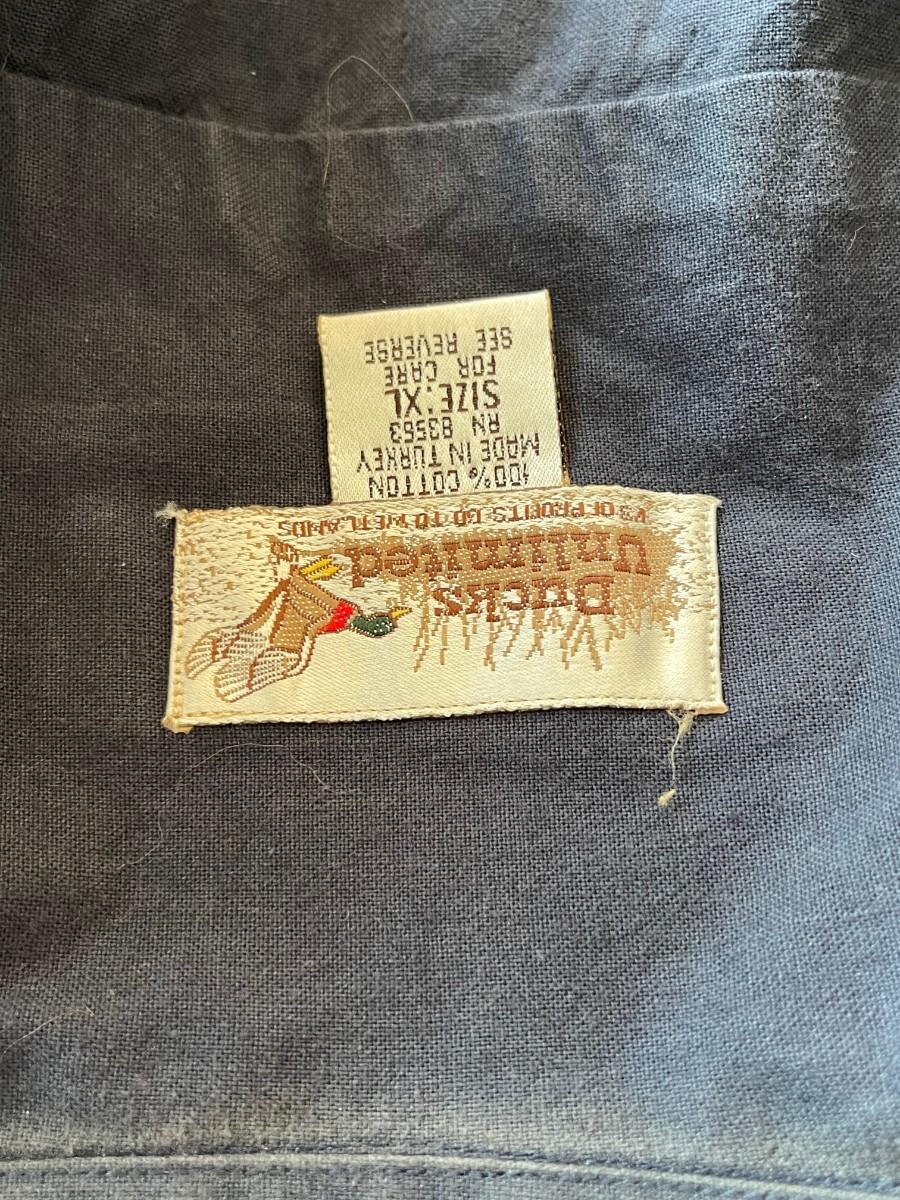 Ducks
Unlimited
1/3 OF PROFITS GO TO WETLANDS
100% COTTON
MADE IN TURKEY
RN 83563
SIZE:XL
FOR CARE
SEE REVERSE